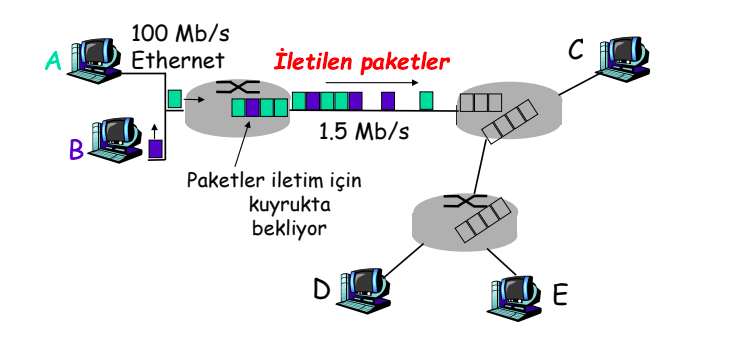 100 Mb/s
Ethernet
A
B
İletilen paketler
1.5 Mb/s
C
Paketler iletim için
kuyrukta
bekliyor
D
E